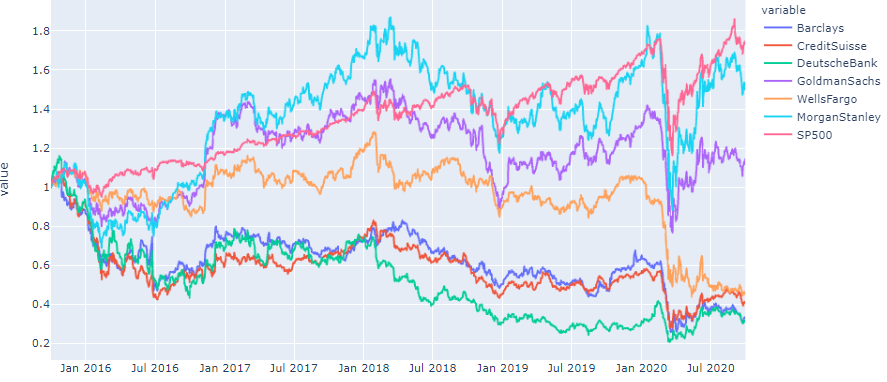 variable
Barclays
CreditSuisse
DeutscheBank
GoldmanSachs
WellsFargo
MorganStanley
SP500
value
1.8
1.6
1.4
1.2
1
0.8
0.6
0.4
0.2
Jan 2016 Jul 2016 Jan 2017 Jul 2017 Jan 2018 Jul 2018 Jan 2019 Jul 2019 Jan 2020 Jul 2020